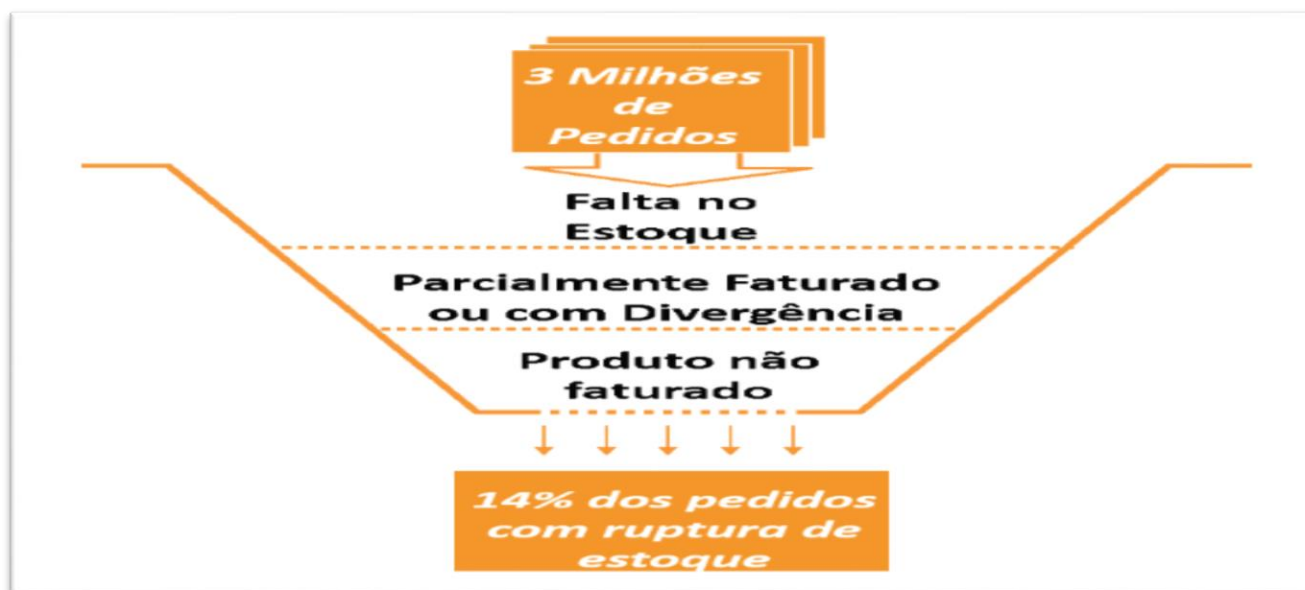 3 Milhões
de
Pedidos
Falta no
Estoque
Parcialmente Faturado
ou com Divergência
Produto não
faturado
14% dos pedidos
com ruptura de
estoque